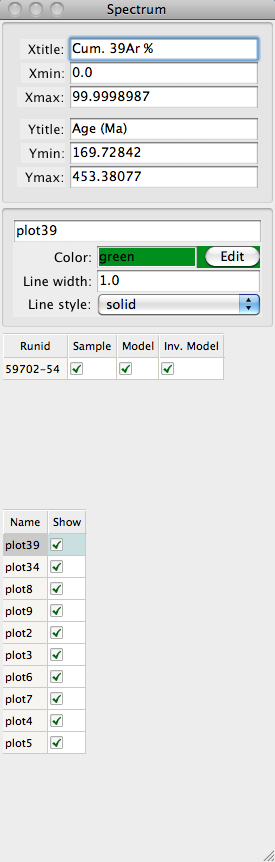 Spectrum
Xtitle: Cum. 39Ar %
Xmin: 0.0
Xmax: 99.9998987
Ytitle: Age (Ma)
Ymin: 169.72842
Ymax: 453.38077
plot39
Color: green Edit
Line width: 1.0
Line style: solid
Runid Sample Model Inv. Model
59702-54
Name Show
plot39
plot34
plot8
plot9
plot2
plot3
plot6
plot7
plot4
plot5